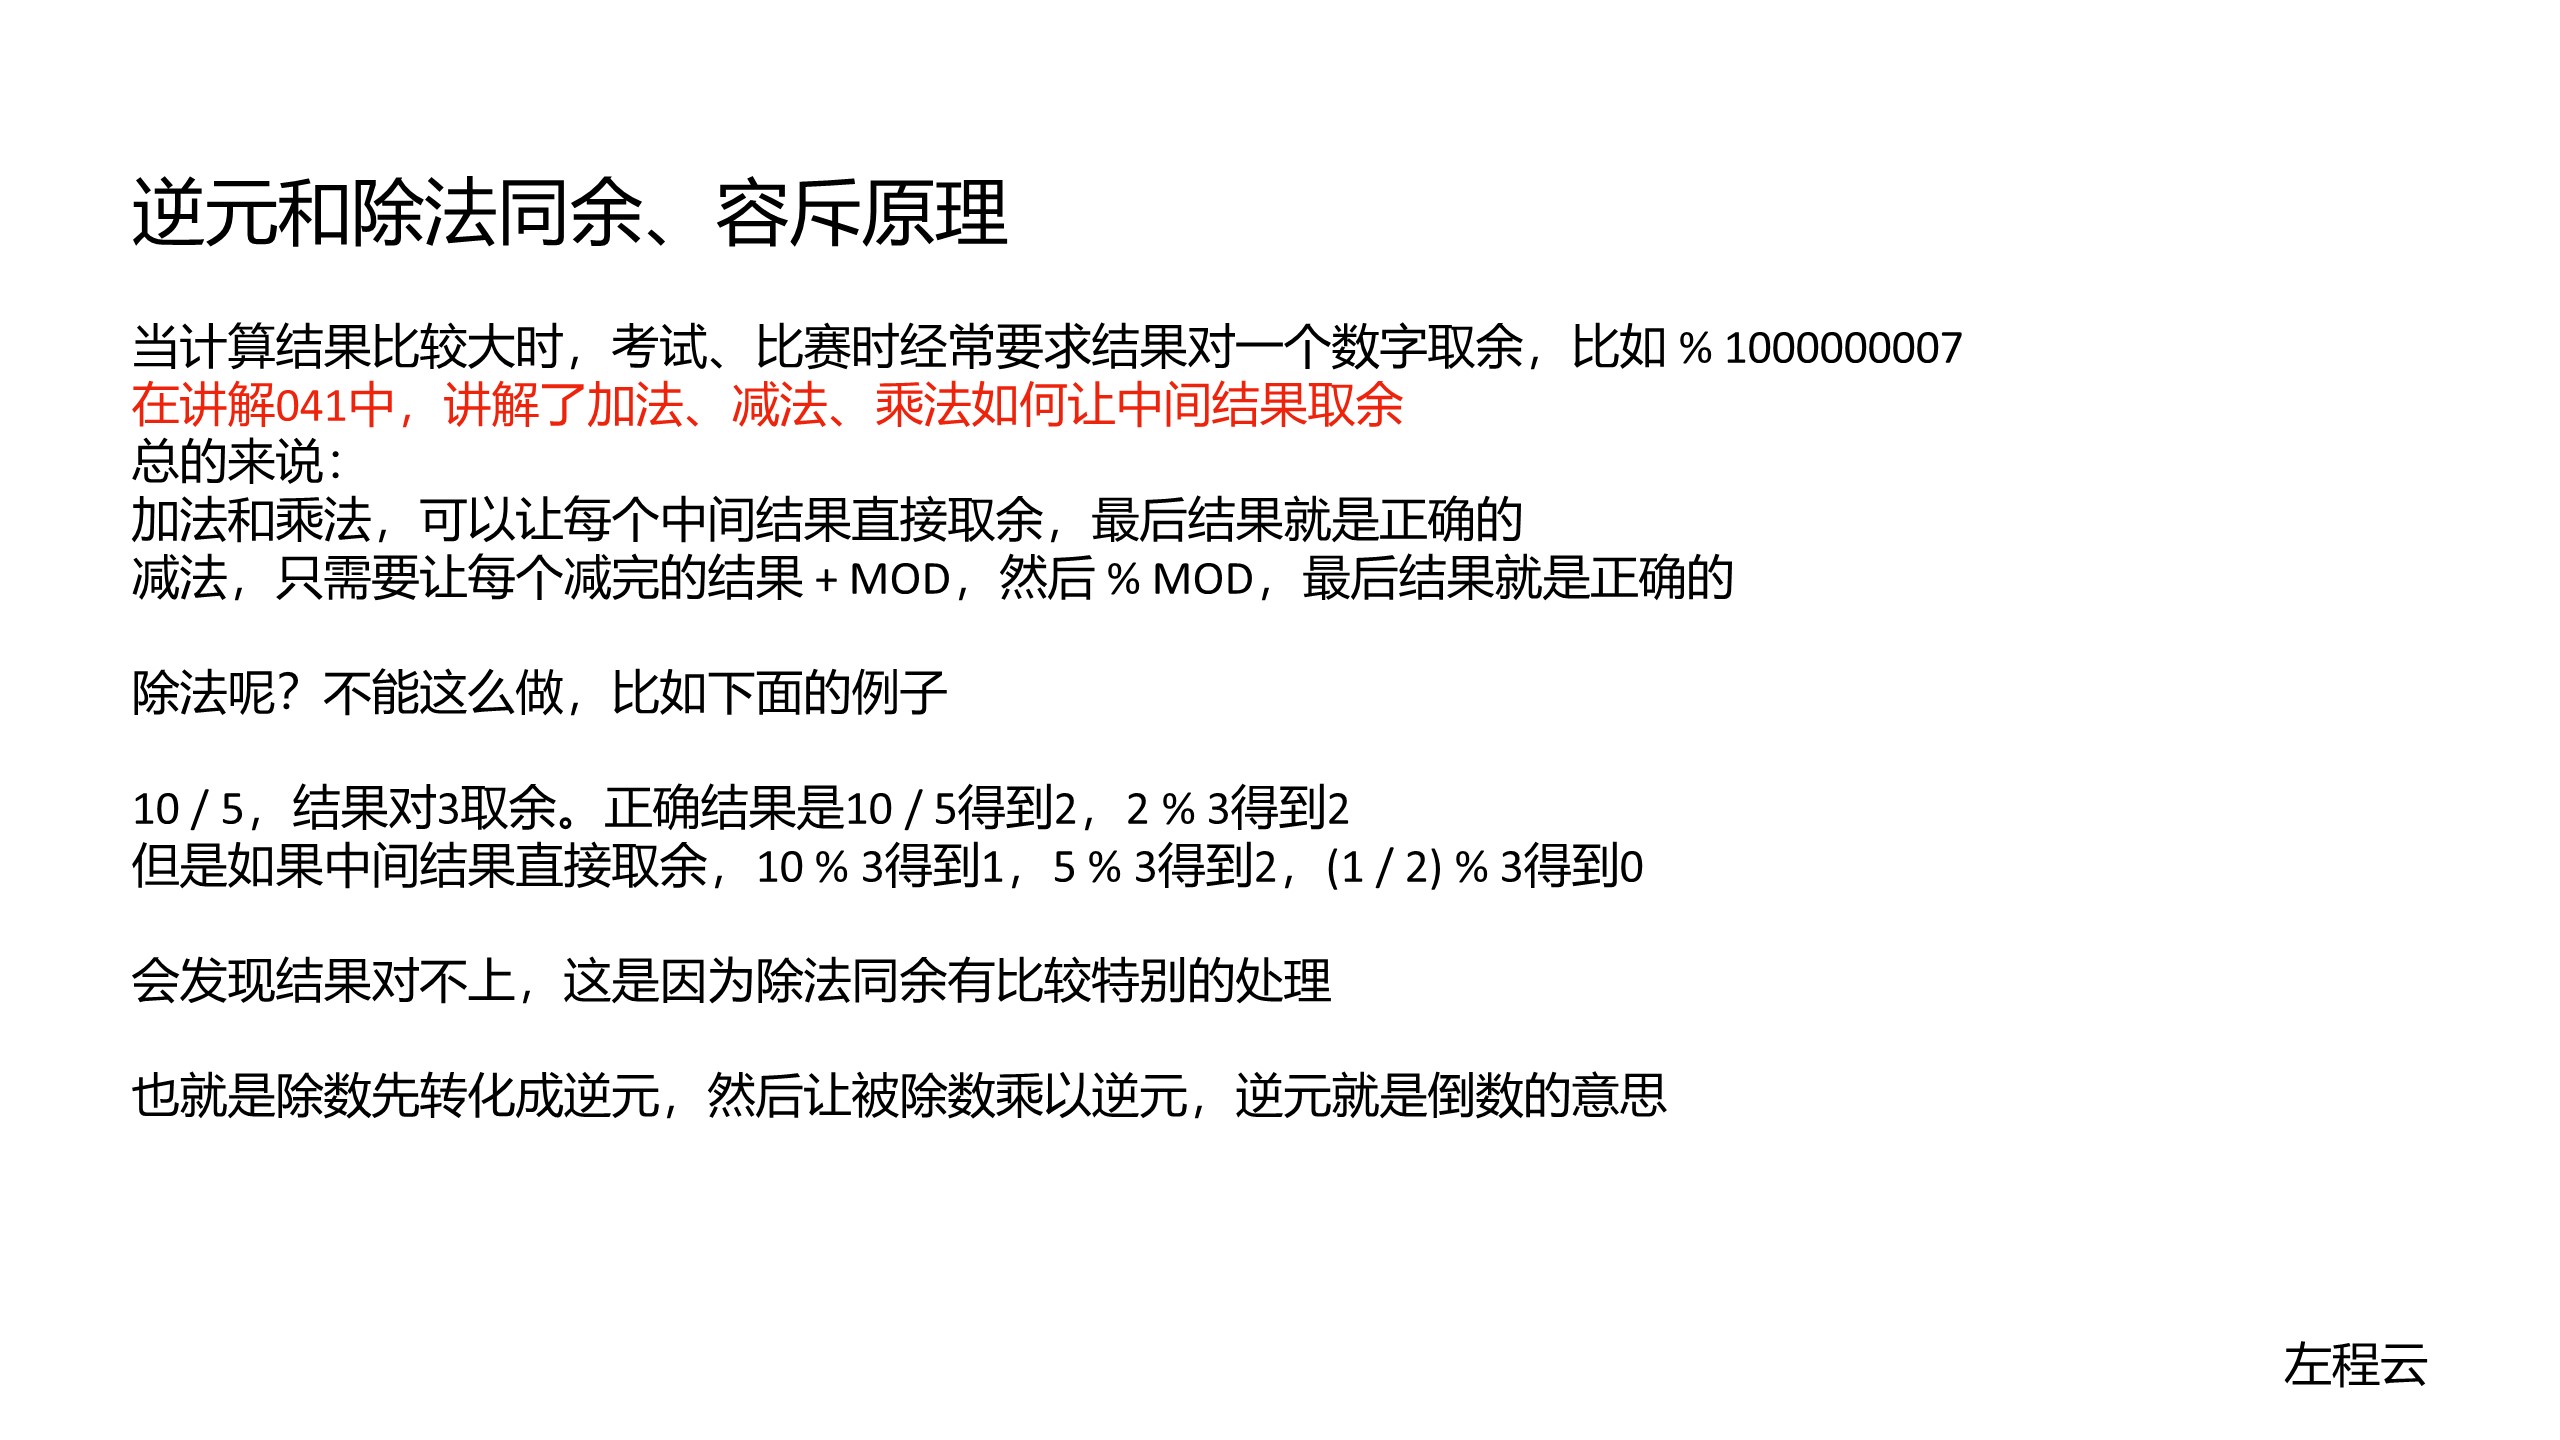 逆元和除法同余、容斥原理
当计算结果比较大时，考试、比赛时经常要求结果对一个数字取余，比如 % 1000000007
在讲解041中，讲解了加法、减法、乘法如何让中间结果取余
总的来说：
加法和乘法，可以让每个中间结果直接取余，最后结果就是正确的
减法，只需要让每个减完的结果 + MOD，然后 % MOD，最后结果就是正确的
除法呢？不能这么做，比如下面的例子
10 / 5，结果对3取余。正确结果是10 / 5得到2，2 % 3得到2
但是如果中间结果直接取余，10 % 3得到1，5 % 3得到2，(1 / 2) % 3得到0
会发现结果对不上，这是因为除法同余有比较特别的处理
也就是除数先转化成逆元，然后让被除数乘以逆元，逆元就是倒数的意思
左程云